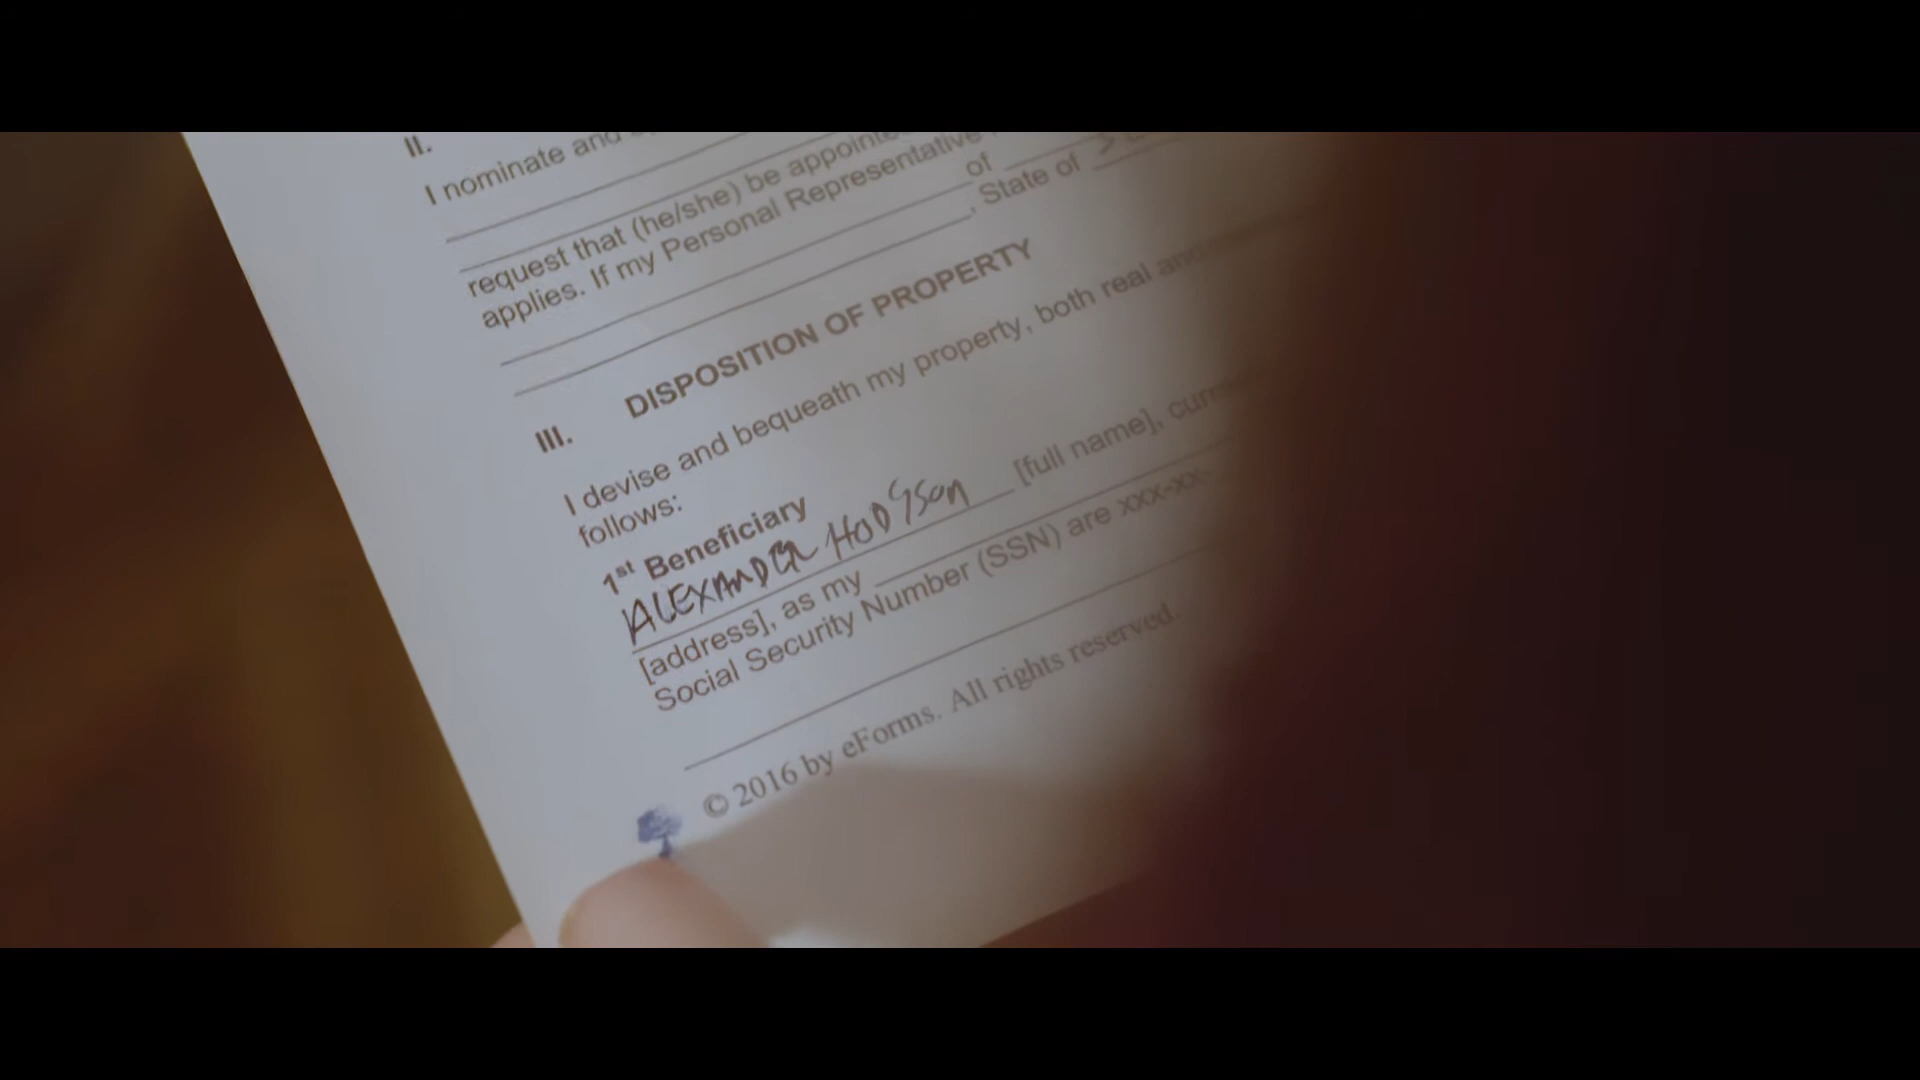 II.
I nominate and
request that (he/she) be appointed
applies. If my Personal Representative
of
, State of
III. DISPOSITION OF PROPERTY
I devise and bequeath my property, both real and
follows:
1st Beneficiary
ALEXANDER HODGSON [full name],
[address], as my
Social Security Number (SSN) are xxx-xx-
© 2016 by eForms. All rights reserved.